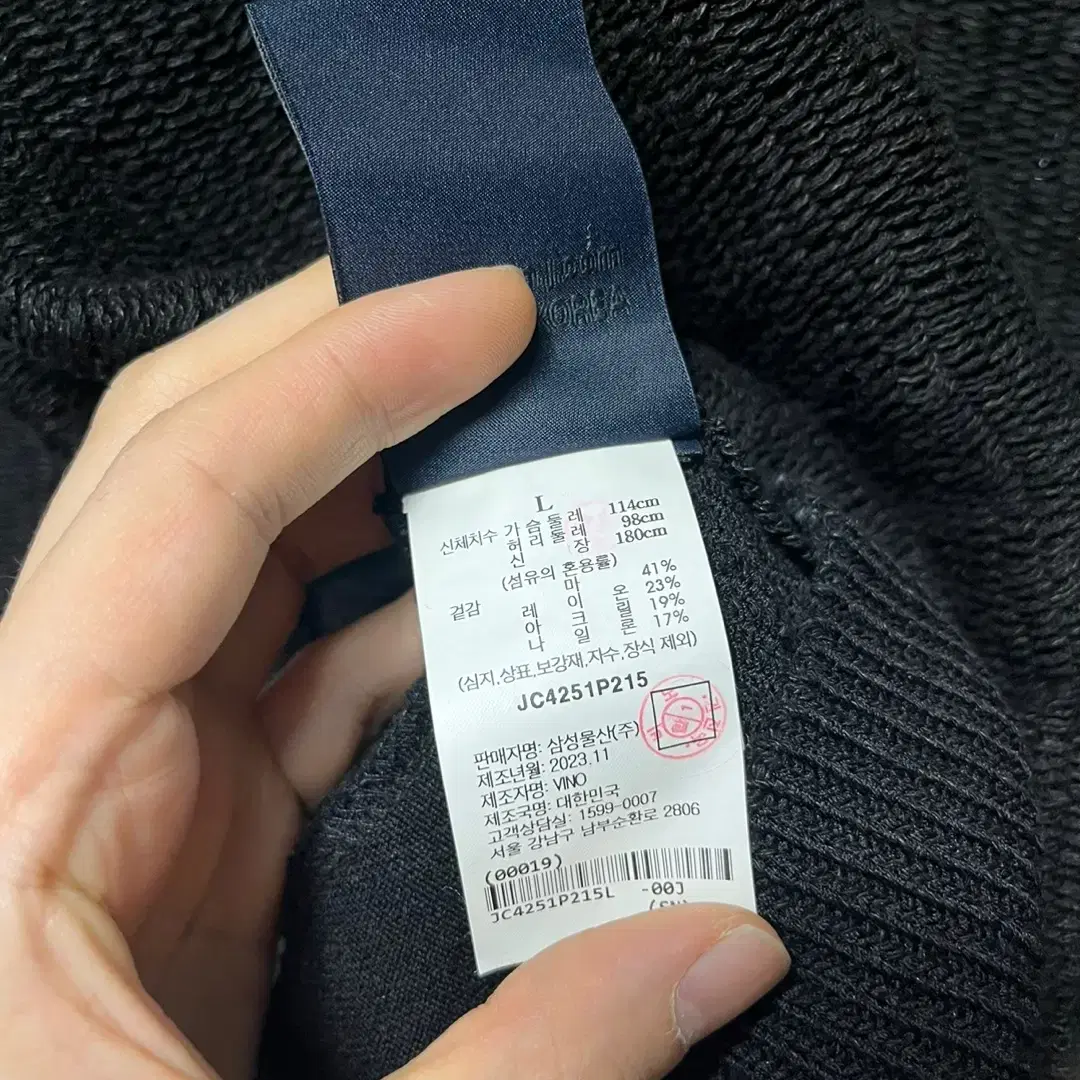 KOREA
L
신체치수 가슴둘레 114cm
허리둘레 98cm
신장 180cm
(섬유의 혼용률)
겉감 마 41%
레이온 23%
아크릴 19%
나일론 17%
(심지,상표,보강재,자수,장식 제외)
JC4251P215
판매자명: 삼성물산(주)
제조년월: 2023.11
제조자명: VINO
제조국명: 대한민국
고객상담실: 1599-0007
서울 강남구 남부순환로 2806
(00019)
JC4251P215L -00J